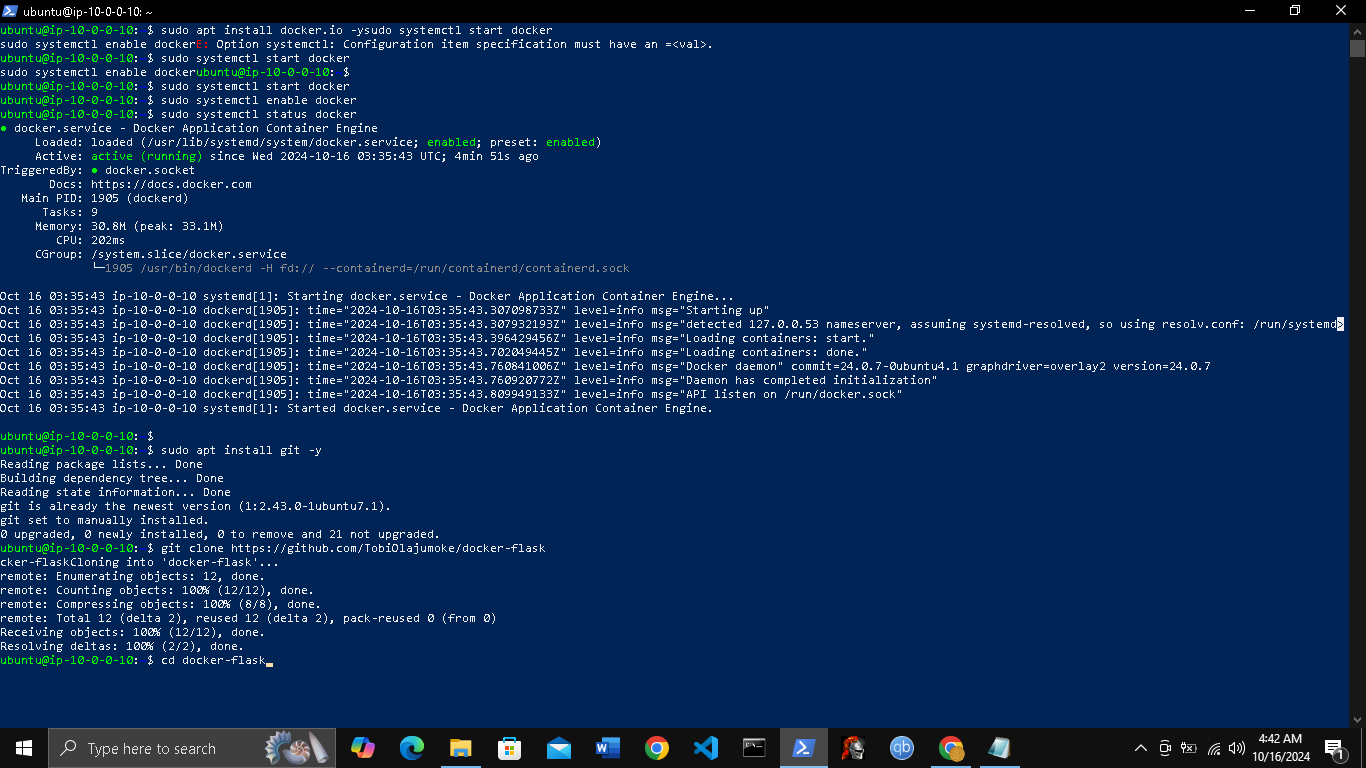 ubuntu@ip-10-0-0-10: ~
ubuntu@ip-10-0-0-10:~$ sudo apt install docker.io -ysudo systemctl start docker
sudo systemctl enable dockerE: Option systemctl: Configuration item specification must have an =<val>.
ubuntu@ip-10-0-0-10:~$ sudo systemctl start docker
sudo systemctl enable dockerubuntu@ip-10-0-0-10:~$
ubuntu@ip-10-0-0-10:~$ sudo systemctl start docker
ubuntu@ip-10-0-0-10:~$ sudo systemctl enable docker
ubuntu@ip-10-0-0-10:~$ sudo systemctl status docker
● docker.service - Docker Application Container Engine
Loaded: loaded (/usr/lib/systemd/system/docker.service; enabled; preset: enabled)
Active: active (running) since Wed 2024-10-16 03:35:43 UTC; 4min 51s ago
TriggeredBy: ● docker.socket
Docs: https://docs.docker.com
Main PID: 1905 (dockerd)
Tasks: 9
Memory: 30.8M (peak: 33.1M)
CPU: 202ms
CGroup: /system.slice/docker.service
└─1905 /usr/bin/dockerd -H fd:// --containerd=/run/containerd/containerd.sock
Oct 16 03:35:43 ip-10-0-0-10 systemd[1]: Starting docker.service - Docker Application Container Engine...
Oct 16 03:35:43 ip-10-0-0-10 dockerd[1905]: time="2024-10-16T03:35:43.307098733Z" level=info msg="Starting up"
Oct 16 03:35:43 ip-10-0-0-10 dockerd[1905]: time="2024-10-16T03:35:43.307932193Z" level=info msg="detected 127.0.0.53 nameserver, assuming systemd-resolved, so using resolv.conf: /run/systemd>
Oct 16 03:35:43 ip-10-0-0-10 dockerd[1905]: time="2024-10-16T03:35:43.396429456Z" level=info msg="Loading containers: start."
Oct 16 03:35:43 ip-10-0-0-10 dockerd[1905]: time="2024-10-16T03:35:43.702049445Z" level=info msg="Loading containers: done."
Oct 16 03:35:43 ip-10-0-0-10 dockerd[1905]: time="2024-10-16T03:35:43.760841006Z" level=info msg="Docker daemon" commit=24.0.7-0ubuntu4.1 graphdriver=overlay2 version=24.0.7
Oct 16 03:35:43 ip-10-0-0-10 dockerd[1905]: time="2024-10-16T03:35:43.760920772Z" level=info msg="Daemon has completed initialization"
Oct 16 03:35:43 ip-10-0-0-10 dockerd[1905]: time="2024-10-16T03:35:43.809949133Z" level=info msg="API listen on /run/docker.sock"
Oct 16 03:35:43 ip-10-0-0-10 systemd[1]: Started docker.service - Docker Application Container Engine.
ubuntu@ip-10-0-0-10:~$
ubuntu@ip-10-0-0-10:~$ sudo apt install git -y
Reading package lists... Done
Building dependency tree... Done
Reading state information... Done
git is already the newest version (1:2.43.0-1ubuntu7.1).
git set to manually installed.
0 upgraded, 0 newly installed, 0 to remove and 21 not upgraded.
ubuntu@ip-10-0-0-10:~$ git clone https://github.com/TobiOlajumoke/docker-flask
cker-flaskCloning into 'docker-flask'...
remote: Enumerating objects: 12, done.
remote: Counting objects: 100% (12/12), done.
remote: Compressing objects: 100% (8/8), done.
remote: Total 12 (delta 2), reused 12 (delta 2), pack-reused 0 (from 0)
Receiving objects: 100% (12/12), done.
Resolving deltas: 100% (2/2), done.
ubuntu@ip-10-0-0-10:~$ cd docker-flask
Type here to search
qb
4:42 AM
10/16/2024
1